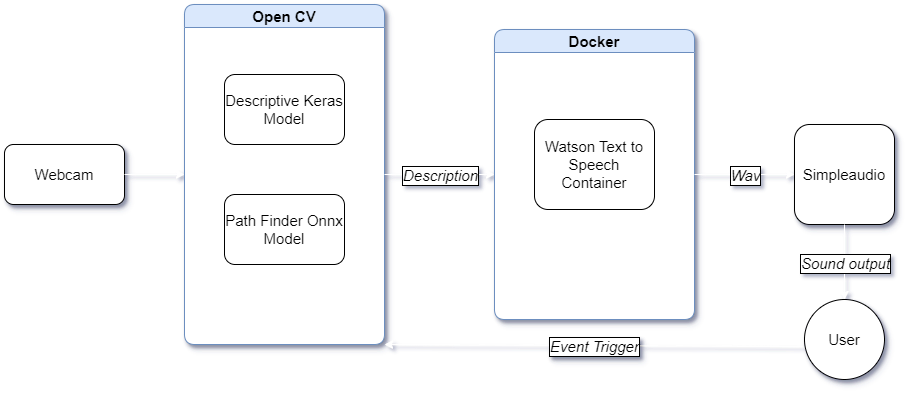 Open CV
Docker
Descriptive Keras
Model
Webcam
Description
Watson Text to
Speech
Container
Wav
Simpleaudio
Path Finder Onnx
Model
Sound output
User
Event Trigger